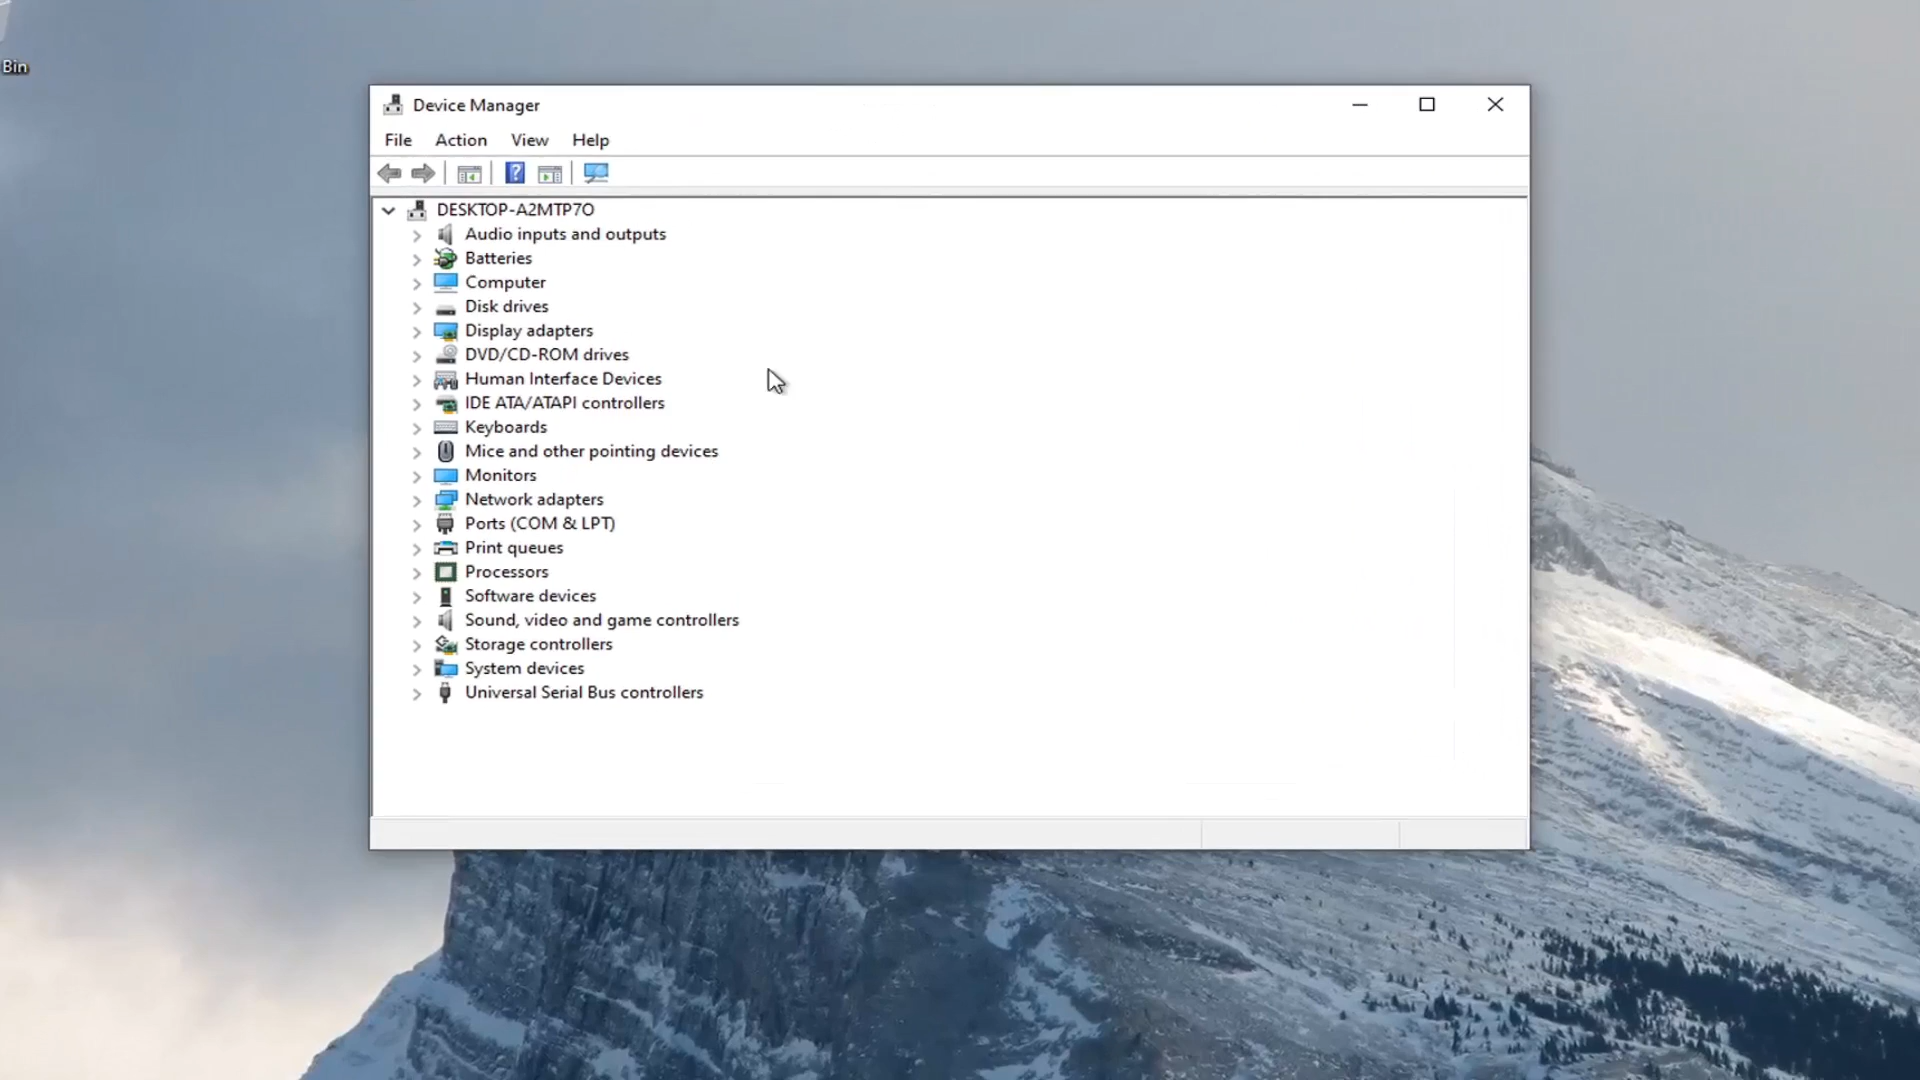 Bin
Device Manager
File Action View Help
?
DESKTOP-A2MTP7O
Audio inputs and outputs
Batteries
Computer
Disk drives
Display adapters
DVD/CD-ROM drives
Human Interface Devices
IDE ATA/ATAPI controllers
Keyboards
Mice and other pointing devices
Monitors
Network adapters
Ports (COM & LPT)
Print queues
Processors
Software devices
Sound, video and game controllers
Storage controllers
System devices
Universal Serial Bus controllers